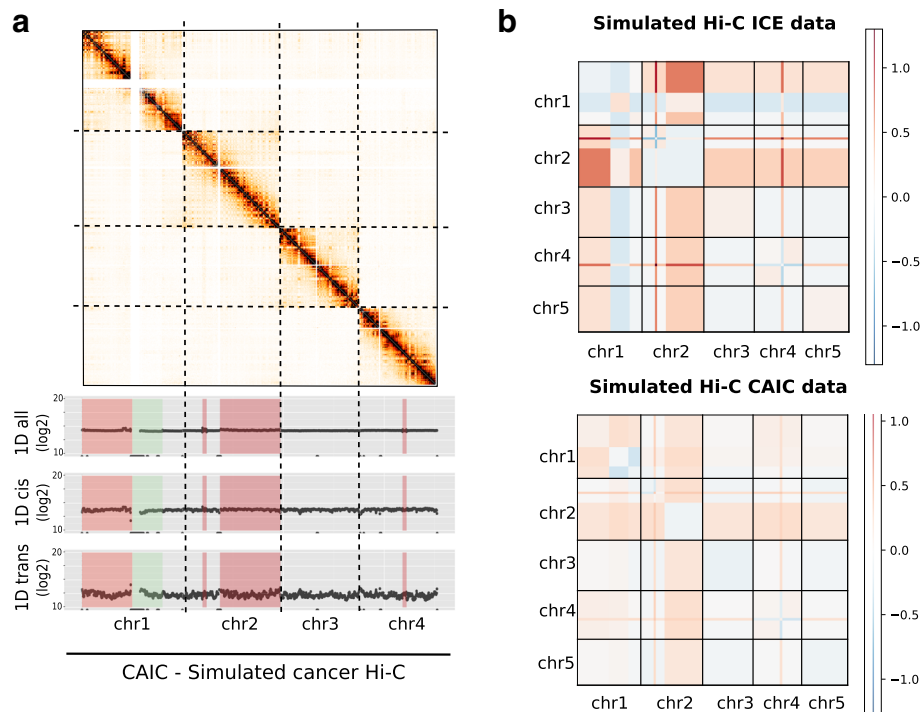 a
20
1D all
(log2)
10
20
1D cis
(log2)
10
20
1D trans
(log2)
10
chr1 chr2 chr3 chr4
CAIC - Simulated cancer Hi-C
b
Simulated Hi-C ICE data
chr1
chr2
chr3
chr4
chr5
chr1 chr2 chr3 chr4 chr5
1.0
0.5
0.0
−0.5
−1.0
Simulated Hi-C CAIC data
chr1
chr2
chr3
chr4
chr5
chr1 chr2 chr3 chr4 chr5
1.0
0.5
0.0
−0.5
−1.0